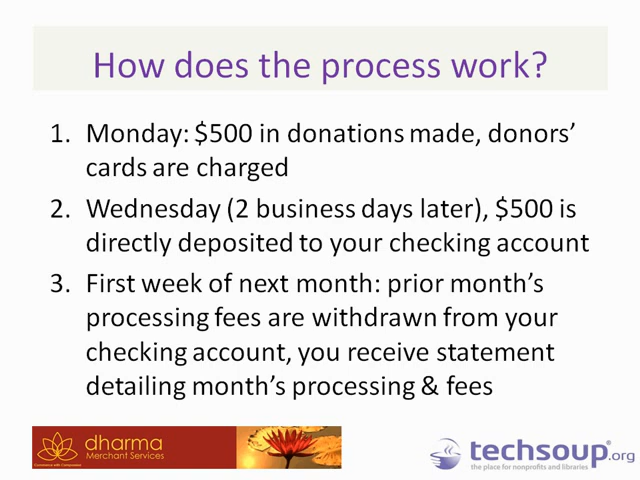 How does the process work?
1. Monday: $500 in donations made, donors’
cards are charged
2. Wednesday (2 business days later), $500 is
directly deposited to your checking account
3. First week of next month: prior month’s
processing fees are withdrawn from your
checking account, you receive statement
detailing month’s processing & fees
dharma
Merchant Services
Commerce with Compassion
techsoup.org
the place for nonprofits and libraries